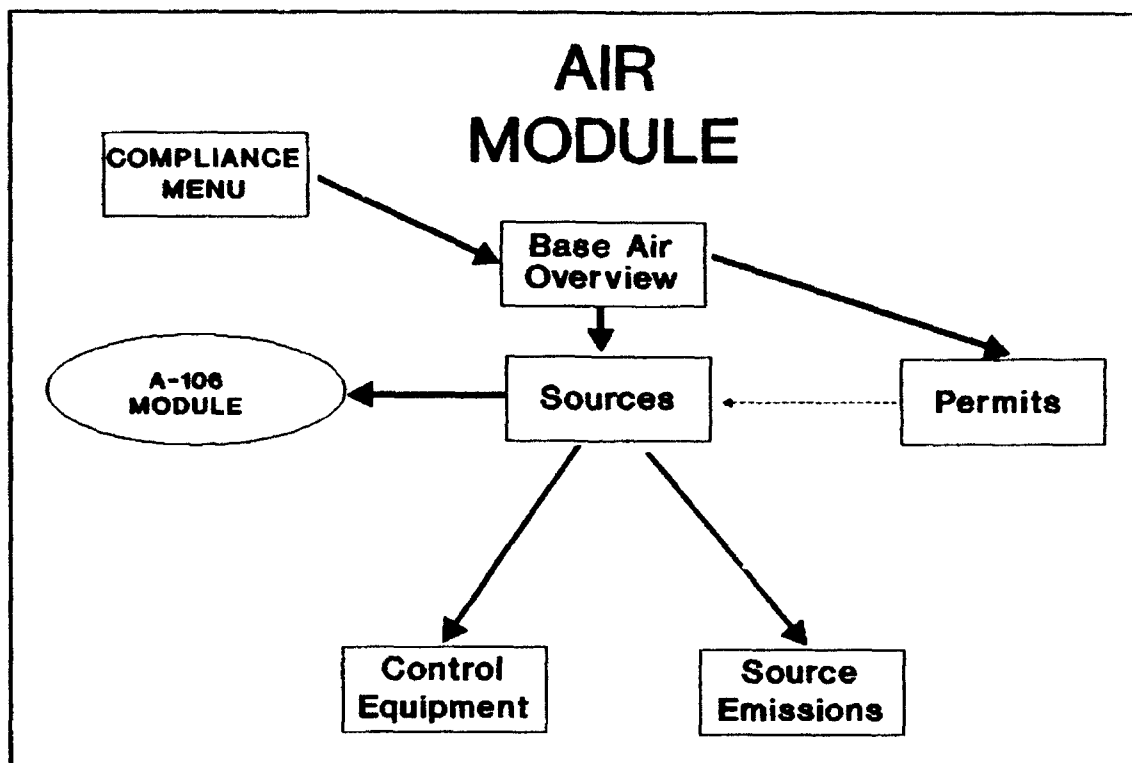 AIR
MODULE
COMPLIANCE
MENU
Base Air
Overview
A-106
MODULE
Sources
Permits
Control
Equipment
Source
Emissions